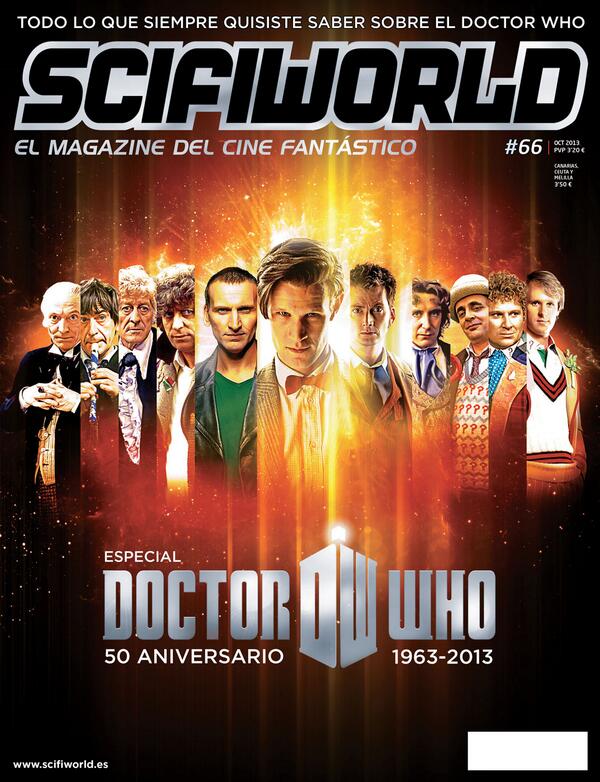 TODO LO QUE SIEMPRE QUISISTE SABER SOBRE EL DOCTOR WHO
SCIFIWORLD
EL MAGAZINE DEL CINE FANTÁSTICO
#66
OCT 2013
PVP 3'20 €
CANARIAS,
CEUTA Y
MELILLA
3'50 €
ESPECIAL
DOCTOR DW WHO
50 ANIVERSARIO 1963-2013
www.scifiworld.es